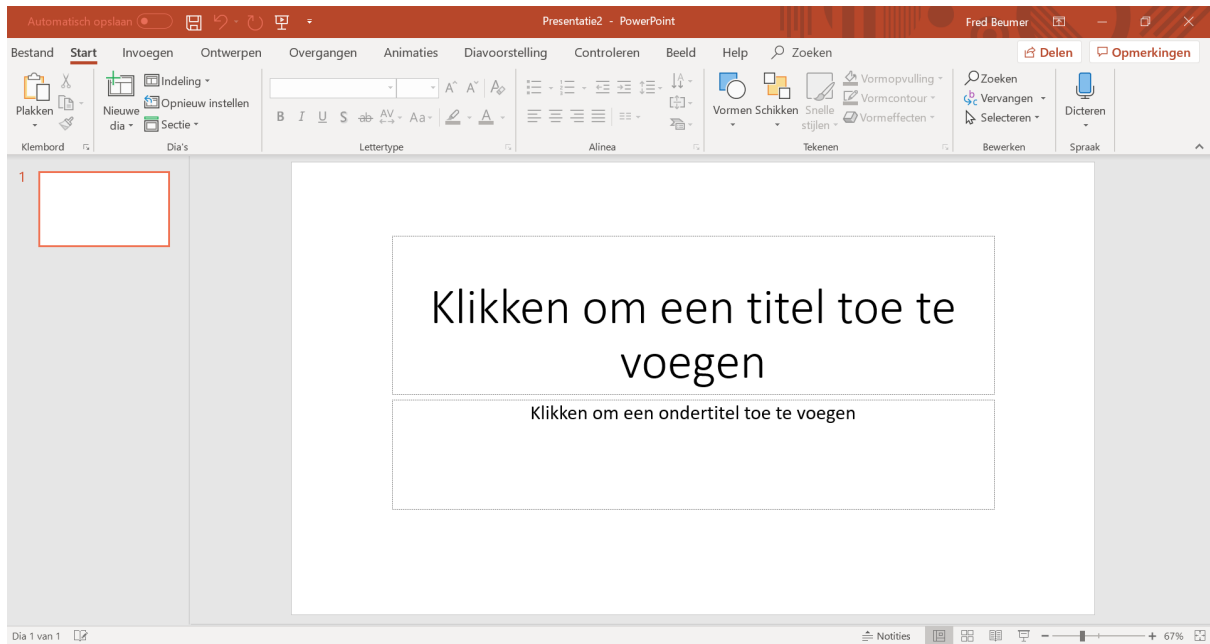 Automatisch opslaan
Presentatie2 - PowerPoint
Fred Beumer
Bestand Start Invoegen Ontwerpen Overgangen Animaties Diavoorstelling Controleren Beeld Help Zoeken Delen Opmerkingen
Plakken
Klembord
Nieuwe dia
Indeling
Opnieuw instellen
Sectie
Dia's
B I U S ab AV Aa A
A A A
Lettertype
Alinea
Vormen
Schikken
Snelle stijlen
Vormopvulling
Vormcontour
Vormeffecten
Tekenen
Zoeken
Vervangen
Selecteren
Bewerken
Dicteren
Spraak
1
Klikken om een titel toe te
voegen
Klikken om een ondertitel toe te voegen
Dia 1 van 1
Notities
67%